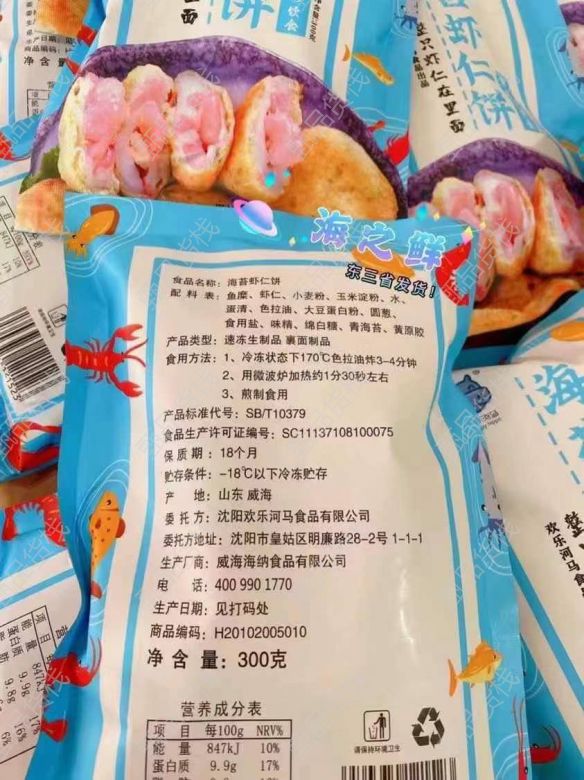 饼
整只虾仁在里面
虾仁饼
海之鲜
东三省发货!
食品名称: 海苔虾仁饼
配 料 表: 鱼糜、虾仁、小麦粉、玉米淀粉、水、
蛋清、色拉油、大豆蛋白粉、圆葱、
食用盐、味精、绵白糖、青海苔、黄原胶
产品类型: 速冻生制品 裹面制品
食用方法: 1、冷冻状态下170℃色拉油炸3-4分钟
2、用微波炉加热约1分30秒左右
3、煎制食用
产品标准代号: SB/T10379
食品生产许可证编号: SC11137108100075
保 质 期: 18个月
贮存条件: -18℃以下冷冻贮存
产 地: 山东 威海
委 托 方: 沈阳欢乐河马食品有限公司
委托方地址: 沈阳市皇姑区明廉路28-2号 1-1-1
生产厂商: 威海海纳食品有限公司
电 话: 400 990 1770
生产日期: 见打码处
商品编码: H20102005010
净 含 量: 300克
营养成分表
项 目 每100g NRV%
能 量 847kJ 10%
蛋白质 9.9g 17%
请保持环境卫生